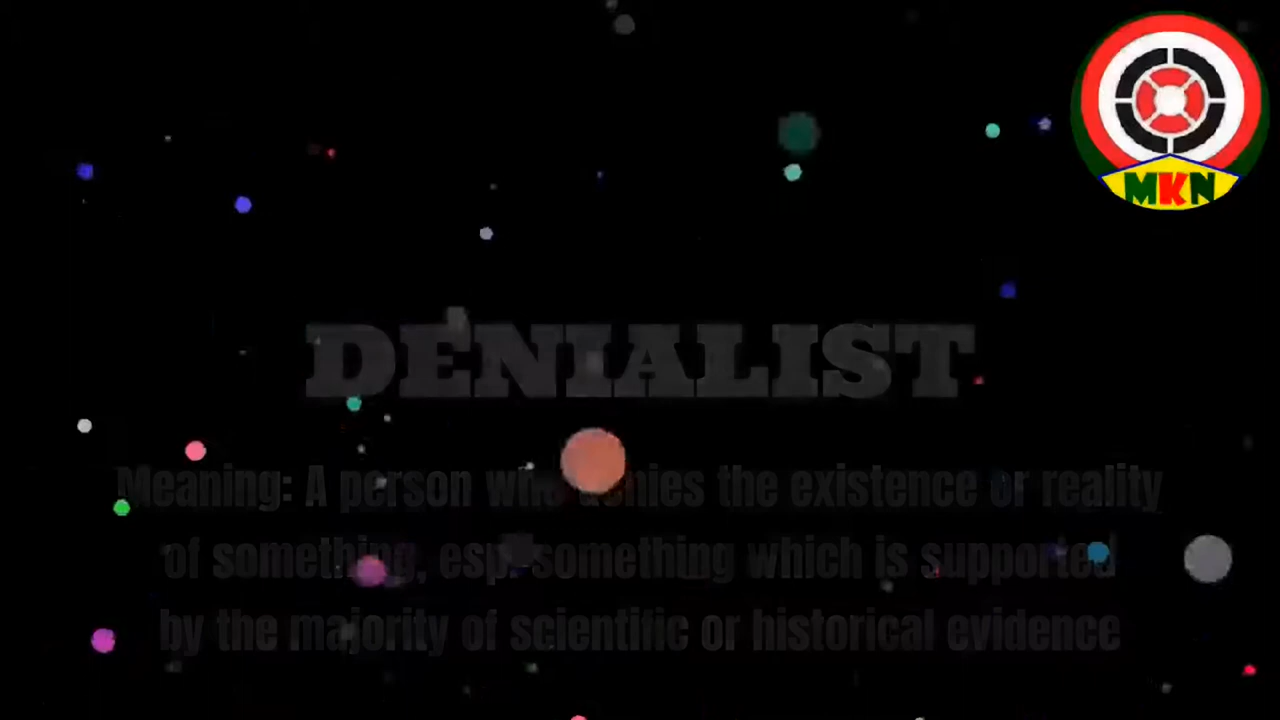 MKN
DENIALIST
Meaning: A person who denies the existence or reality
of something, esp. something which is supported
by the majority of scientific or historical evidence